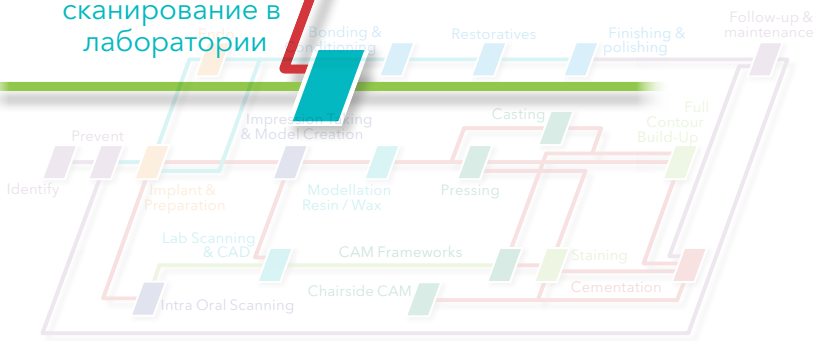 сканирование в
лаборатории
Endo
Bonding &
Conditioning
Restoratives
Finishing &
polishing
Follow-up &
maintenance
Prevent
Impression Taking
& Model Creation
Casting
Full
Contour
Build-Up
Identify
Implant &
Preparation
Modellation
Resin / Wax
Pressing
Lab Scanning
& CAD
CAM Frameworks
Staining
Intra Oral Scanning
Chairside CAM
Cementation